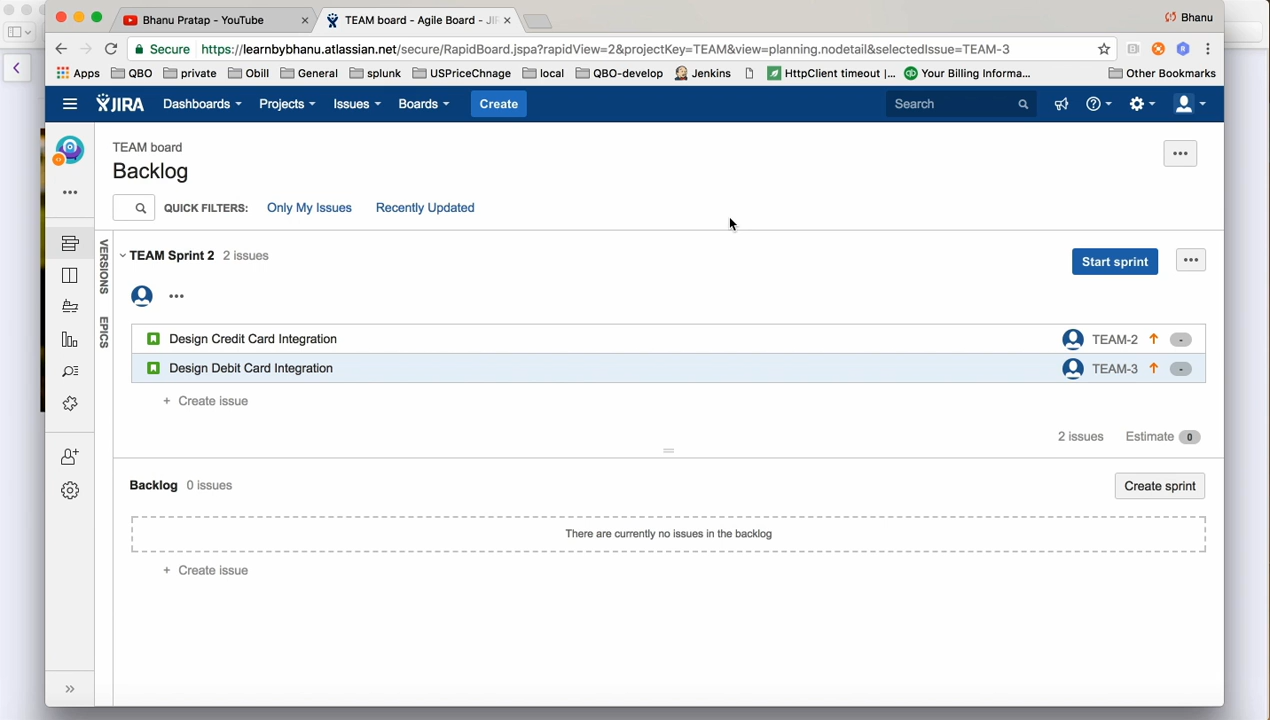 Bhanu Pratap - YouTube
TEAM board - Agile Board - JIR
Bhanu
Secure https://learnbybhanu.atlassian.net/secure/RapidBoard.jspa?rapidView=2&projectKey=TEAM&view=planning.nodetail&selectedIssue=TEAM-3
Apps QBO private Obill General splunk USPriceChnage local QBO-develop Jenkins HttpClient timeout |... Your Billing Informa... Other Bookmarks
JIRA Dashboards Projects Issues Boards Create Search
TEAM board
Backlog
QUICK FILTERS: Only My Issues Recently Updated
VERSIONS
EPICS
TEAM Sprint 2 2 issues Start sprint
Design Credit Card Integration TEAM-2 -
Design Debit Card Integration TEAM-3 -
+ Create issue
2 issues Estimate 0
Backlog 0 issues Create sprint
There are currently no issues in the backlog
+ Create issue